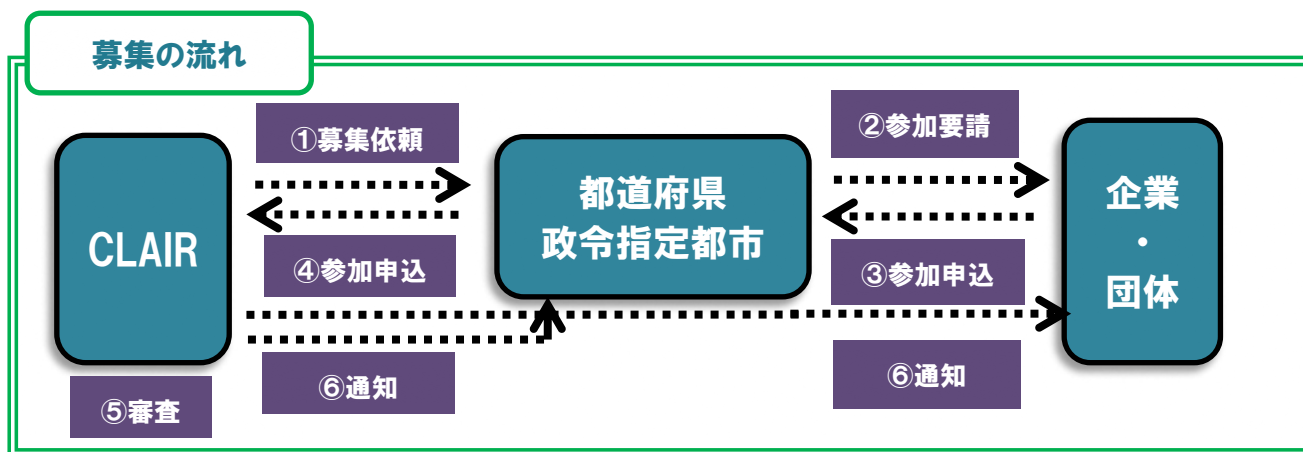 募集の流れ
①募集依頼
②参加要請
CLAIR
都道府県
政令指定都市
企業
・
団体
④参加申込
③参加申込
⑥通知
⑥通知
⑤審査